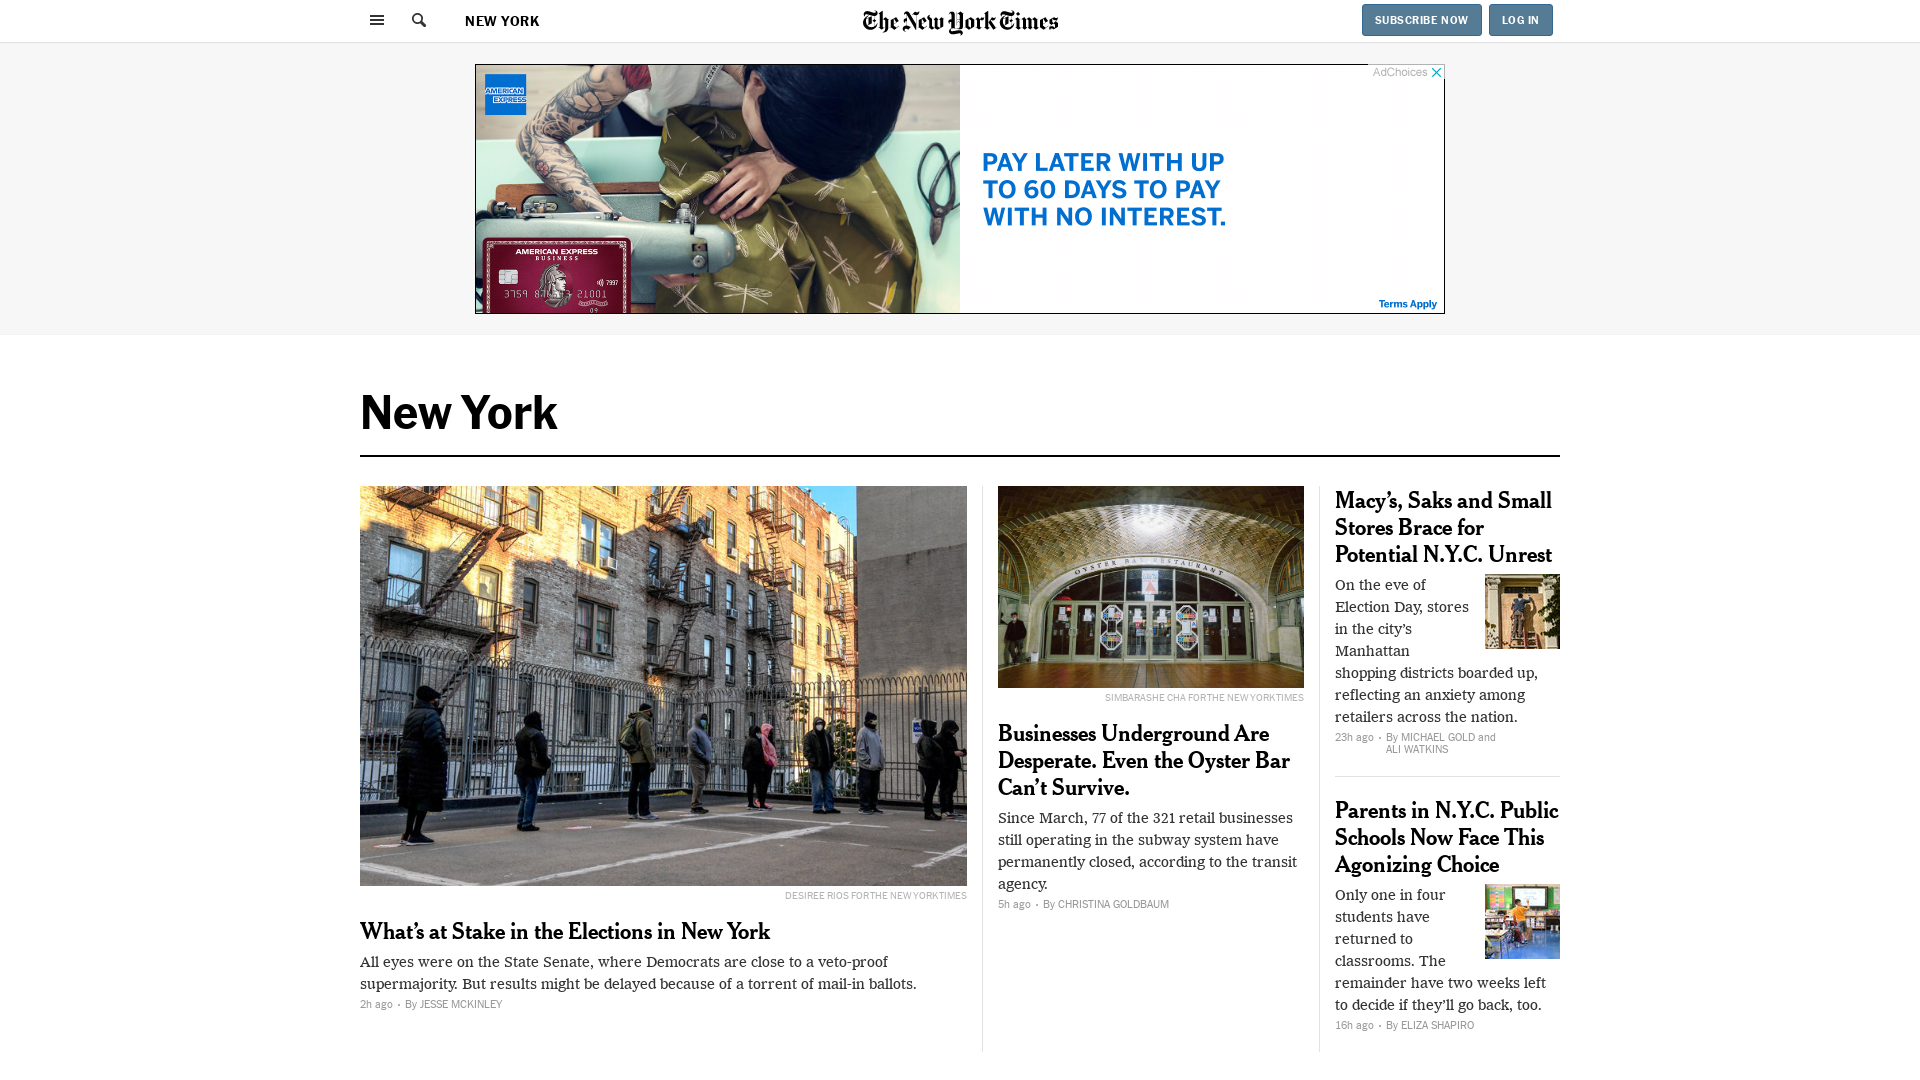 NEW YORK
The New York Times
SUBSCRIBE NOW
LOG IN
AdChoices
AMERICAN EXPRESS
PAY LATER WITH UP
TO 60 DAYS TO PAY
WITH NO INTEREST.
AMERICAN EXPRESS
BUSINESS
7997
21001
09
Terms Apply
New York
DESIREE RIOS FOR THE NEW YORK TIMES
What’s at Stake in the Elections in New York
All eyes were on the State Senate, where Democrats are close to a veto-proof
supermajority. But results might be delayed because of a torrent of mail-in ballots.
2h ago • By JESSE MCKINLEY
OYSTER BAR RESTAURANT
SIMBARASHE CHA FOR THE NEW YORK TIMES
Businesses Underground Are
Desperate. Even the Oyster Bar
Can’t Survive.
Since March, 77 of the 321 retail businesses
still operating in the subway system have
permanently closed, according to the transit
agency.
5h ago • By CHRISTINA GOLDBAUM
Macy’s, Saks and Small
Stores Brace for
Potential N.Y.C. Unrest
On the eve of
Election Day, stores
in the city’s
Manhattan
shopping districts boarded up,
reflecting an anxiety among
retailers across the nation.
23h ago • By MICHAEL GOLD and
ALI WATKINS
Parents in N.Y.C. Public
Schools Now Face This
Agonizing Choice
Only one in four
students have
returned to
classrooms. The
remainder have two weeks left
to decide if they’ll go back, too.
16h ago • By ELIZA SHAPIRO